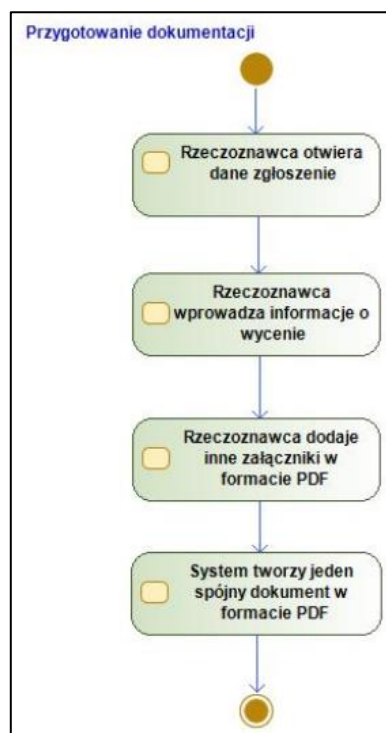 Przygotowanie dokumentacji
Rzeczoznawca otwiera
dane zgłoszenie
Rzeczoznawca
wprowadza informacje o
wycenie
Rzeczoznawca dodaje
inne załączniki w
formacie PDF
System tworzy jeden
spójny dokument w
formacie PDF